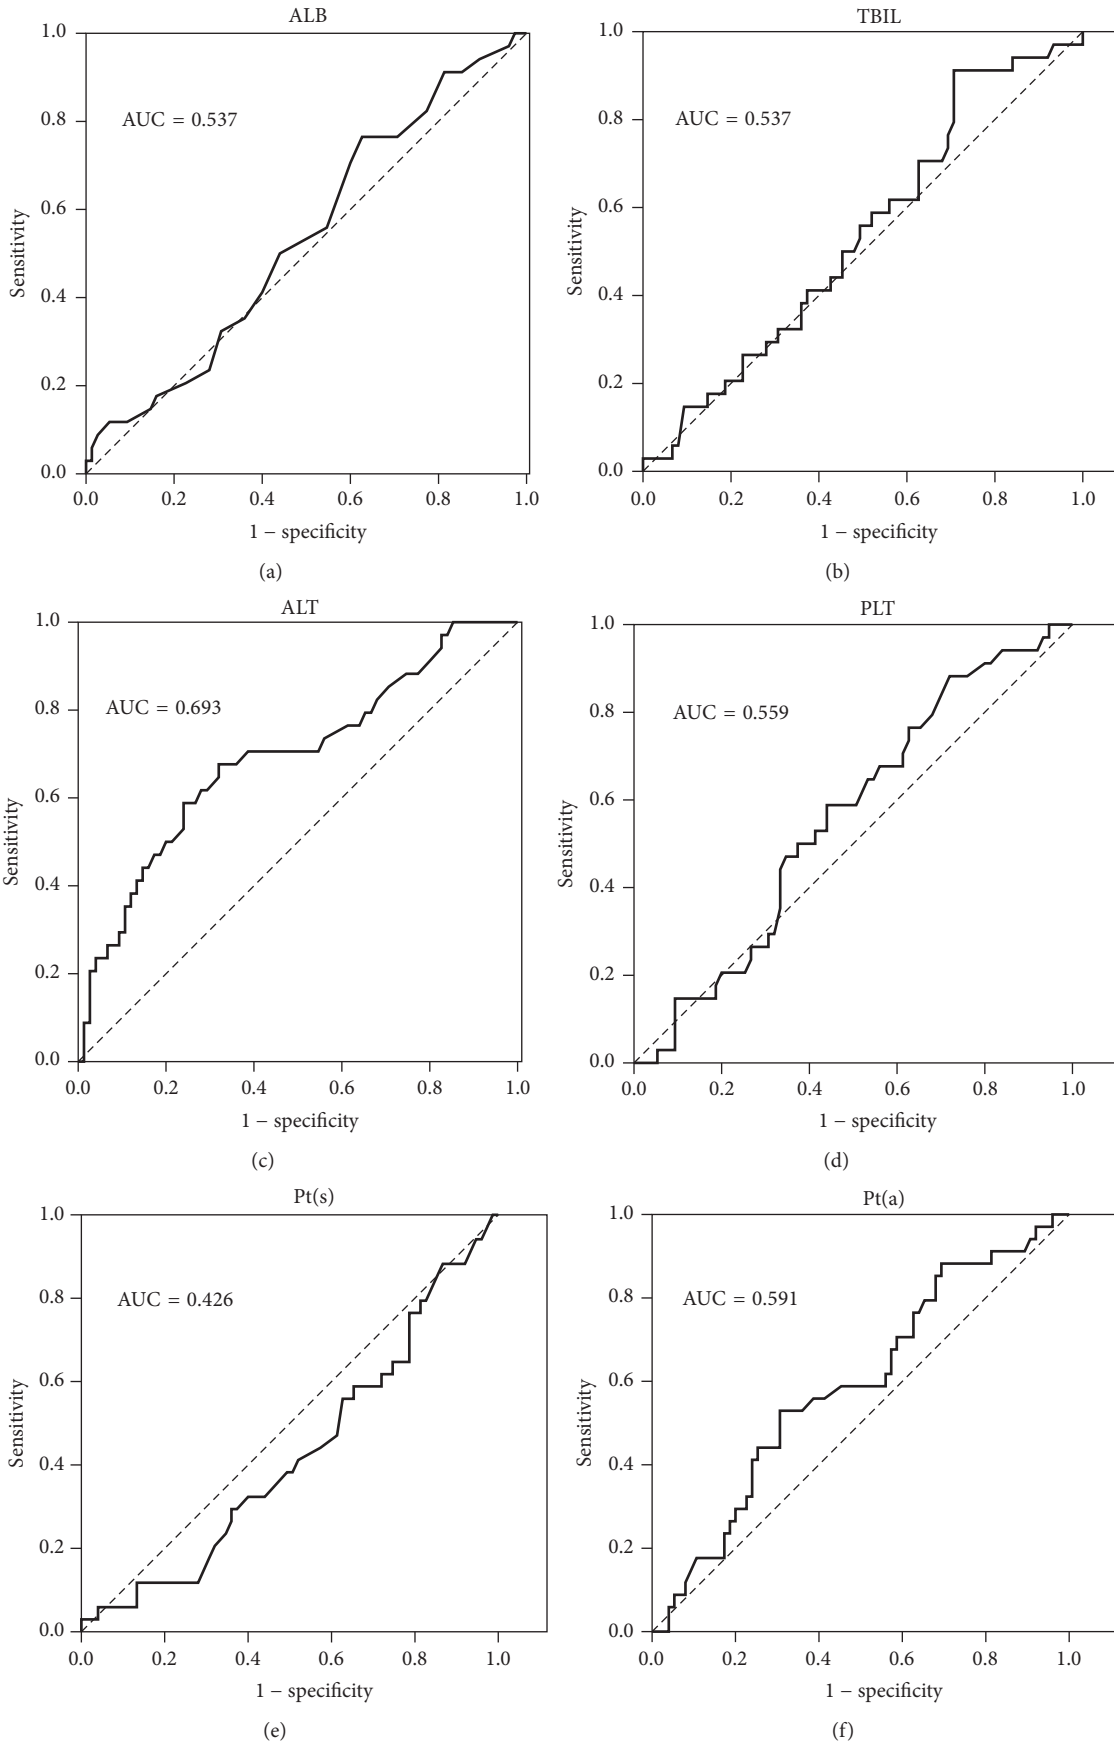 ALB
1.0
0.8
0.6
0.4
0.2
0.0
Sensitivity
AUC = 0.537
0.0 0.2 0.4 0.6 0.8 1.0
1 − specificity
(a)
TBIL
1.0
0.8
0.6
0.4
0.2
0.0
Sensitivity
AUC = 0.537
0.0 0.2 0.4 0.6 0.8 1.0
1 − specificity
(b)
ALT
1.0
0.8
0.6
0.4
0.2
0.0
Sensitivity
AUC = 0.693
0.0 0.2 0.4 0.6 0.8 1.0
1 − specificity
(c)
PLT
1.0
0.8
0.6
0.4
0.2
0.0
Sensitivity
AUC = 0.559
0.0 0.2 0.4 0.6 0.8 1.0
1 − specificity
(d)
Pt(s)
1.0
0.8
0.6
0.4
0.2
0.0
Sensitivity
AUC = 0.426
0.0 0.2 0.4 0.6 0.8 1.0
1 − specificity
(e)
Pt(a)
1.0
0.8
0.6
0.4
0.2
0.0
Sensitivity
AUC = 0.591
0.0 0.2 0.4 0.6 0.8 1.0
1 − specificity
(f)